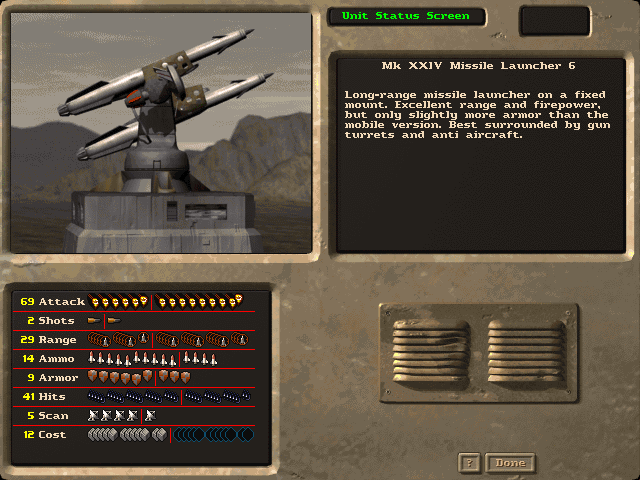 Unit Status Screen
Mk XXIV Missile Launcher 6
Long-range missile launcher on a fixed
mount. Excellent range and firepower,
but only slightly more armor than the
mobile version. Best surrounded by gun
turrets and anti aircraft.
69 Attack
2 Shots
29 Range
14 Ammo
9 Armor
41 Hits
5 Scan
12 Cost
? Done